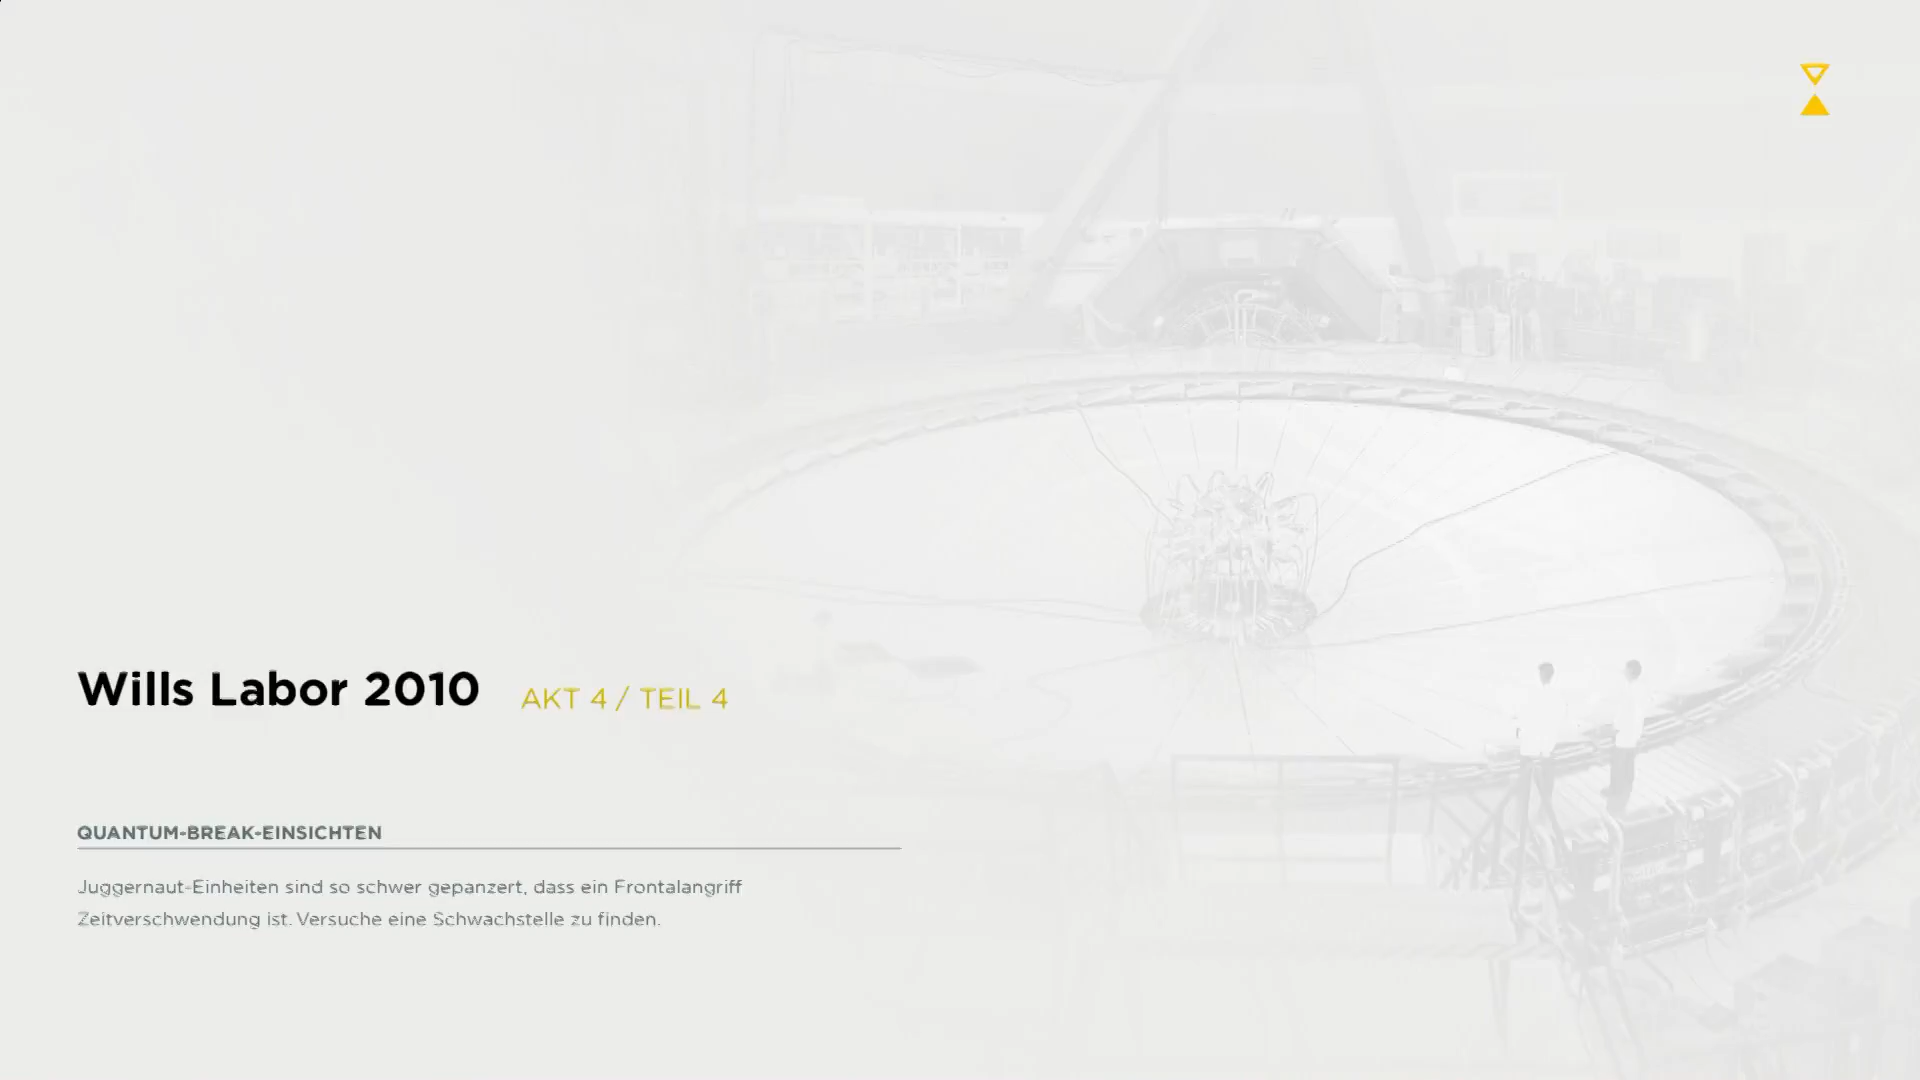 Wills Labor 2010 AKT 4 / TEIL 4
QUANTUM-BREAK-EINSICHTEN
Juggernaut-Einheiten sind so schwer gepanzert, dass ein Frontalangriff
Zeitverschwendung ist. Versuche eine Schwachstelle zu finden.